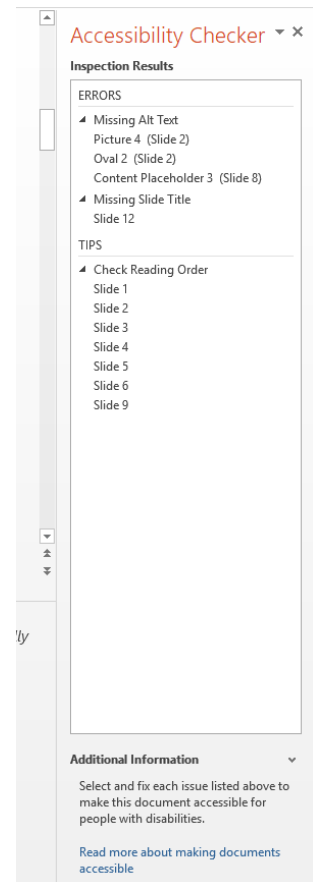 Accessibility Checker
Inspection Results
ERRORS
Missing Alt Text
Picture 4 (Slide 2)
Oval 2 (Slide 2)
Content Placeholder 3 (Slide 8)
Missing Slide Title
Slide 12
TIPS
Check Reading Order
Slide 1
Slide 2
Slide 3
Slide 4
Slide 5
Slide 6
Slide 9
lly
Additional Information
Select and fix each issue listed above to
make this document accessible for
people with disabilities.
Read more about making documents
accessible